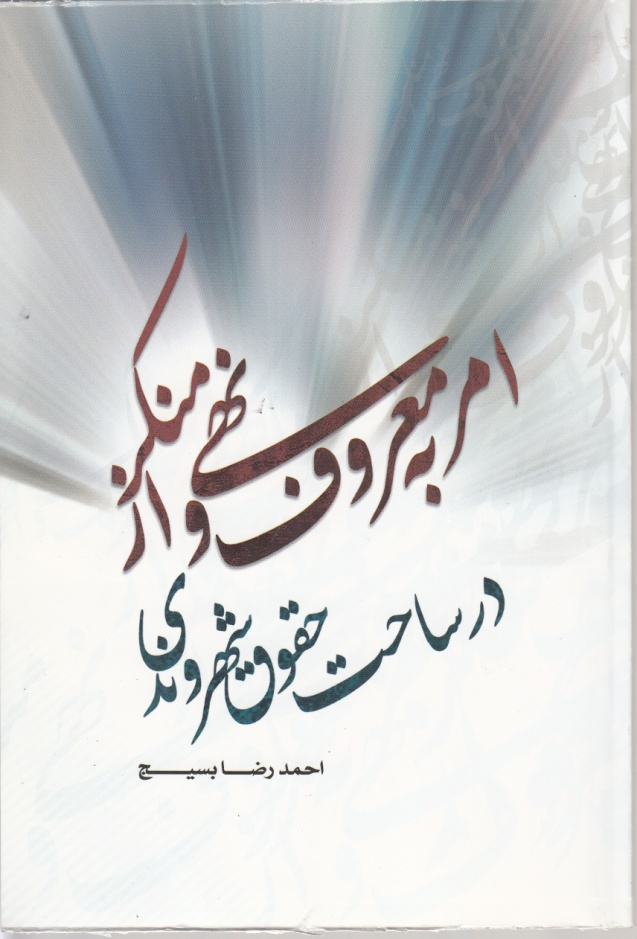 امر به معروف و نهی از منکر
در ساحت حقوق شهروندی
احمد رضا بسیج